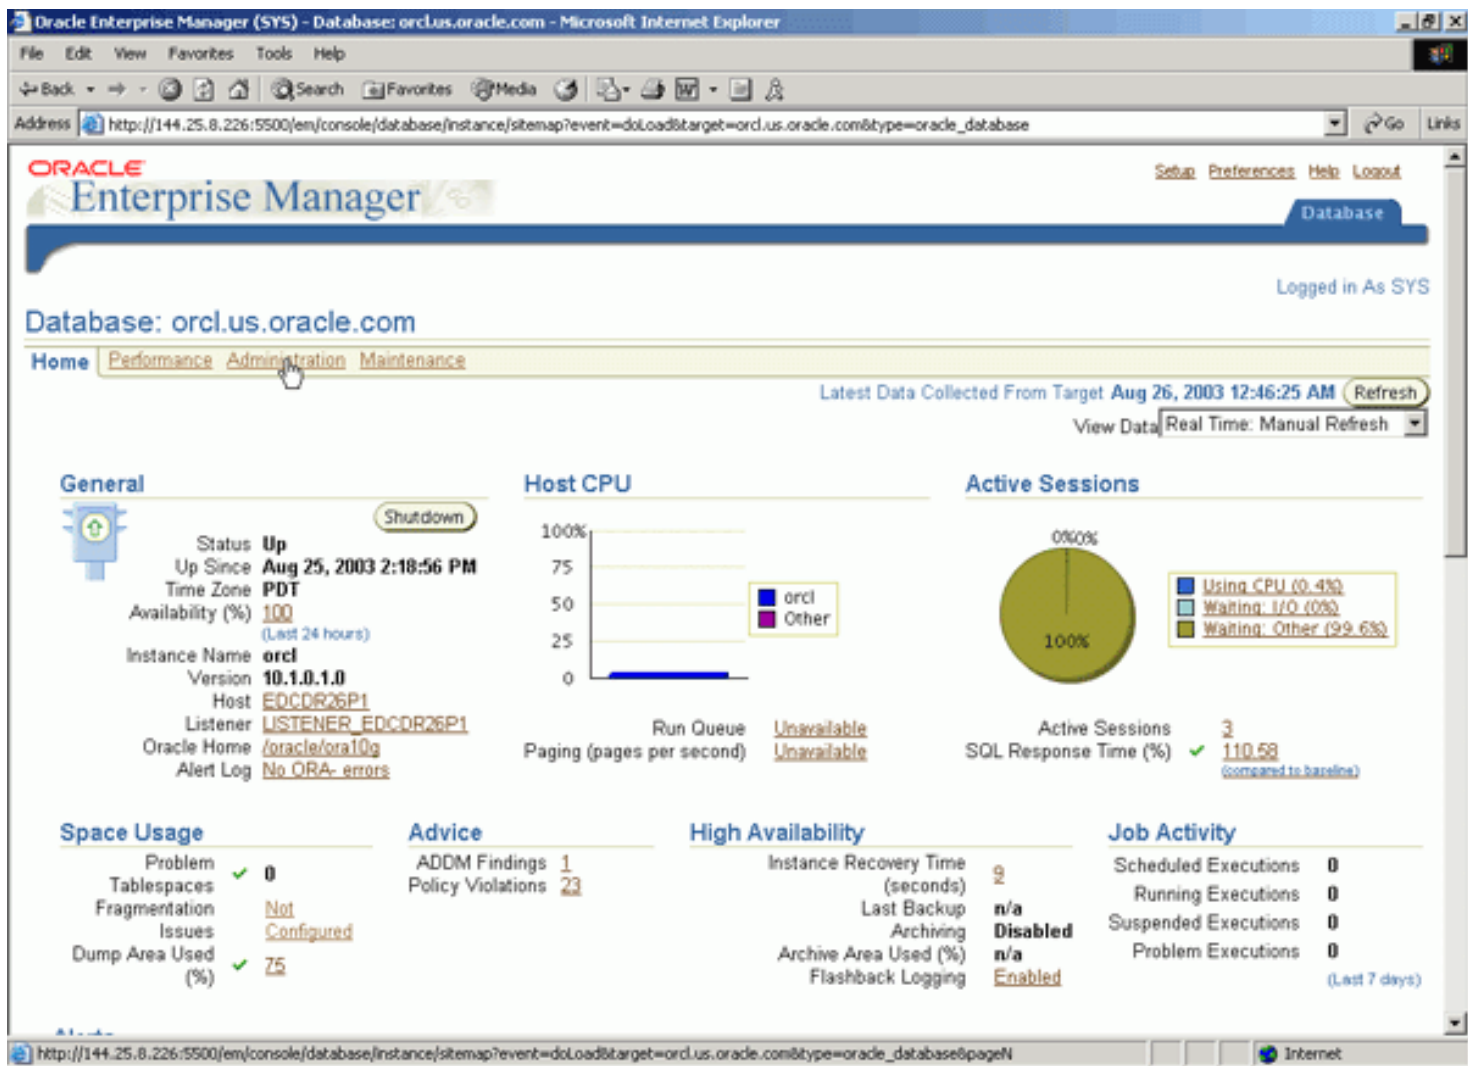 Oracle Enterprise Manager (SYS) - Database: orcl.us.oracle.com - Microsoft Internet Explorer
File Edit View Favorites Tools Help
Back Search Favorites Media
Address http://144.25.8.226:5500/em/console/database/instance/sitemap?event=doLoad&target=orcl.us.oracle.com&type=oracle_database Go Links
ORACLE
Enterprise Manager
Setup Preferences Help Logout
Database
Logged in As SYS
Database: orcl.us.oracle.com
Home Performance Administration Maintenance
Latest Data Collected From Target Aug 26, 2003 12:46:25 AM Refresh
View Data Real Time: Manual Refresh
General
Shutdown
Status Up
Up Since Aug 25, 2003 2:18:56 PM
Time Zone PDT
Availability (%) 100
(Last 24 hours)
Instance Name orcl
Version 10.1.0.1.0
Host EDCDR26P1
Listener LISTENER_EDCDR26P1
Oracle Home /oracle/ora10g
Alert Log No ORA- errors
Host CPU
100%
75
50
25
0
orcl
Other
Run Queue Unavailable
Paging (pages per second) Unavailable
Active Sessions
0%0%
100%
Using CPU (0.4%)
Waiting: I/O (0%)
Waiting: Other (99.6%)
Active Sessions 3
SQL Response Time (%) 110.58
(compared to baseline)
Space Usage
Problem
Tablespaces 0
Fragmentation Not
Issues Configured
Dump Area Used
(%) 75
Advice
ADDM Findings 1
Policy Violations 23
High Availability
Instance Recovery Time
(seconds) 9
Last Backup n/a
Archiving Disabled
Archive Area Used (%) n/a
Flashback Logging Enabled
Job Activity
Scheduled Executions 0
Running Executions 0
Suspended Executions 0
Problem Executions 0
(Last 7 days)
Alerts
http://144.25.8.226:5500/em/console/database/instance/sitemap?event=doLoad&target=orcl.us.oracle.com&type=oracle_database&pageN Internet